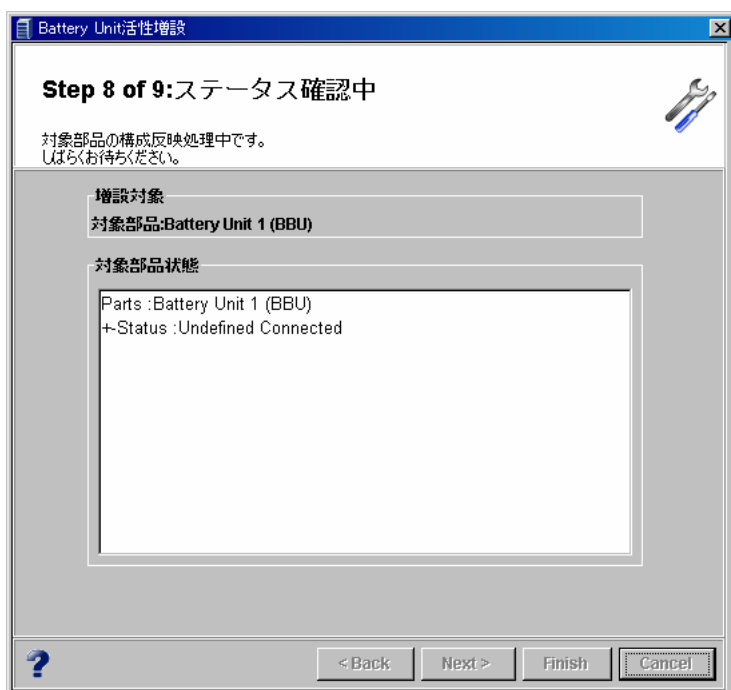 Battery Unit活性増設
Step 8 of 9:ステータス確認中
対象部品の構成反映処理中です。
しばらくお待ちください。
増設対象
対象部品:Battery Unit 1 (BBU)
対象部品状態
Parts :Battery Unit 1 (BBU)
+-Status :Undefined Connected
?
< Back
Next >
Finish
Cancel